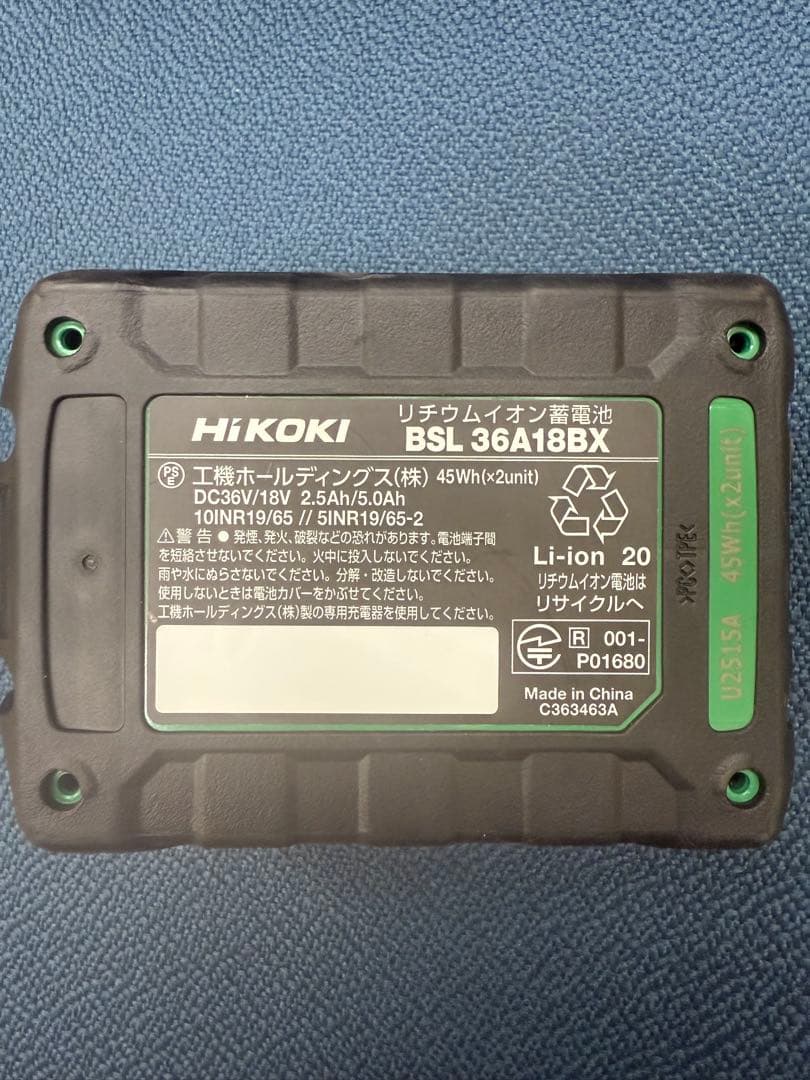 HiKOKI
リチウムイオン蓄電池
BSL 36A18BX
PS E 工機ホールディングス(株) 45Wh(×2unit)
DC36V/18V 2.5Ah/5.0Ah
10INR19/65 // 5INR19/65-2
⚠警告 ● 発煙、発火、破裂などの恐れがあります。電池端子間
を短絡させないでください。火中に投入しないでください。
雨や水にぬらさないでください。分解・改造しないでください。
使用しないときは電池カバーをかぶせてください。
工機ホールディングス(株)製の専用充電器を使用してください。
Li-ion 20
リチウムイオン電池は
リサイクルへ
R 001-
P01680
Made in China
C363463A
>PC<>TPE<
U2515A 45Wh(x2unit)